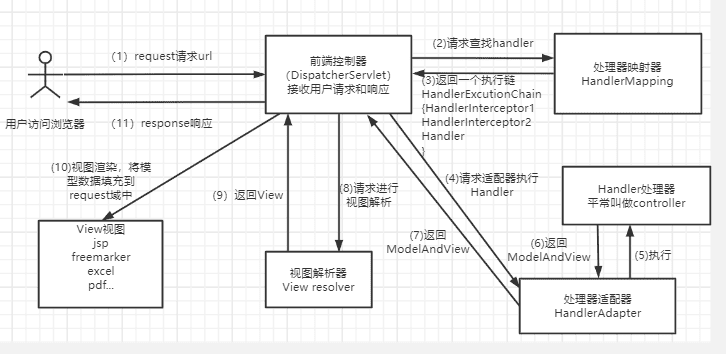 (1) request请求url
用户访问浏览器
(11) response响应
前端控制器
(DispatcherServlet)
接收用户请求和响应
(2)请求查找handler
(3)返回一个执行链
HandlerExcutionChain
{HandlerInterceptor1
HandlerInterceptor2
Handler
}
处理器映射器
HandlerMapping
(10)视图渲染，将模
型数据填充到
request域中
(9) 返回View
(8)请求进行
视图解析
(4)请求适配器执行
Handler
(7)返回
ModelAndView
Handler处理器
平常叫做controller
(6)返回
ModelAndView
(5)执行
View视图
jsp
freemarker
excel
pdf...
视图解析器
View resolver
处理器适配器
HandlerAdapter